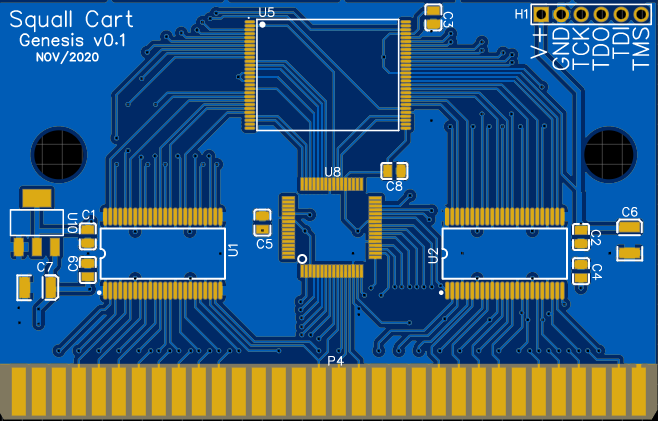 Squall Cart
Genesis v0.1
NOV/2020
U5
C3
H1
V+
GND
TCK
TDO
TDI
TMS
U8
C8
U10
C1
C5
U1
U2
C2
C6
C9
C7
C4
P4